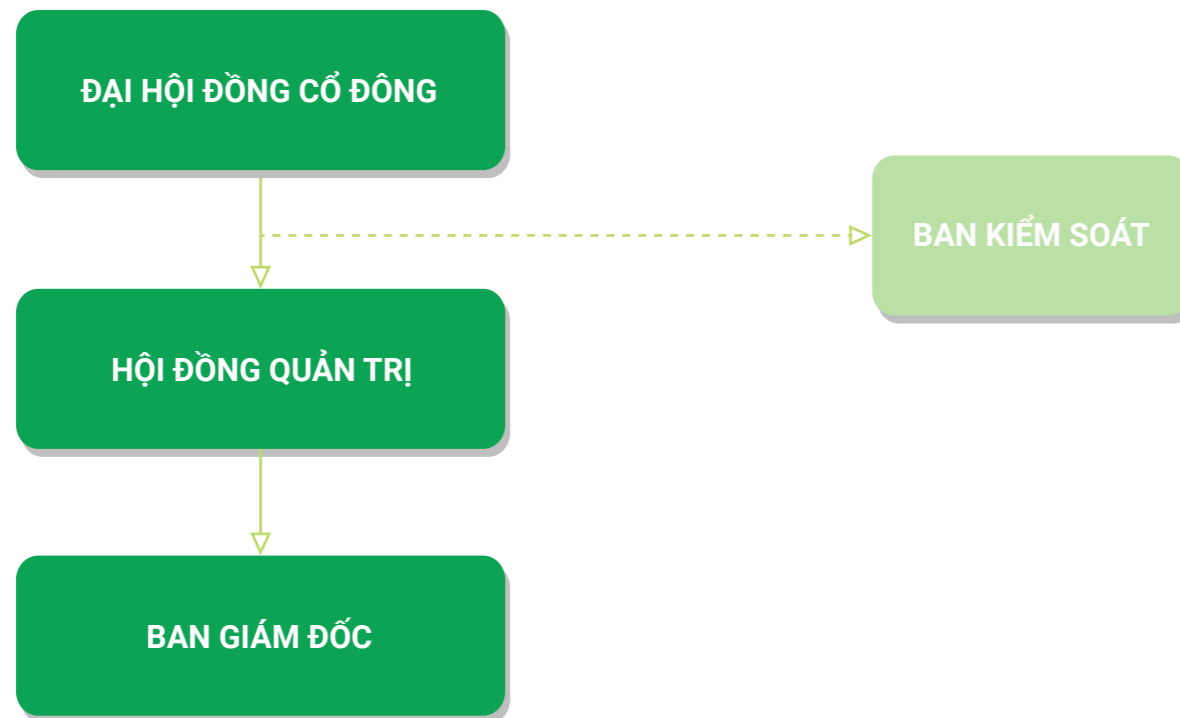 ĐẠI HỘI ĐỒNG CỔ ĐÔNG
BAN KIỂM SOÁT
HỘI ĐỒNG QUẢN TRỊ
BAN GIÁM ĐỐC